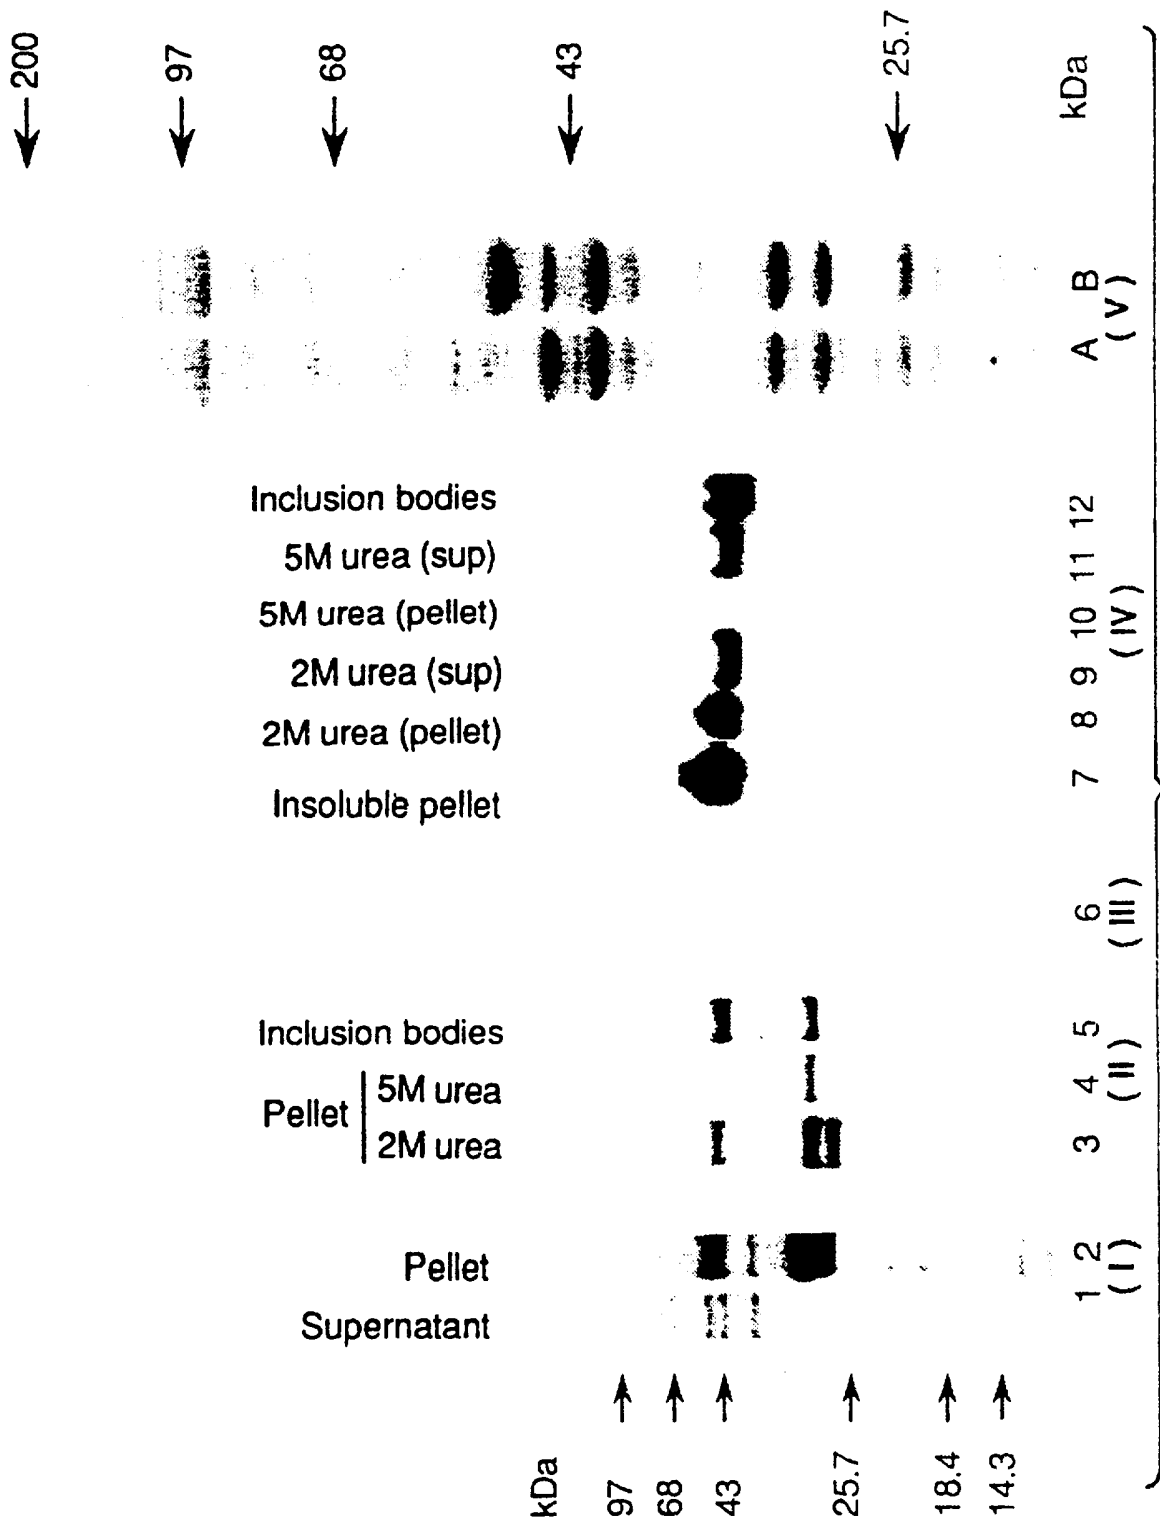 200
97
68
43
25.7
kDa
A B
(V)
Inclusion bodies
5M urea (sup)
5M urea (pellet)
2M urea (sup)
2M urea (pellet)
Insoluble pellet
7 8 9 10 11 12
(IV)
6
(III)
Inclusion bodies
5M urea
2M urea
Pellet
3 4 5
(II)
Pellet
Supernatant
1 2
(I)
kDa
97
68
43
25.7
18.4
14.3